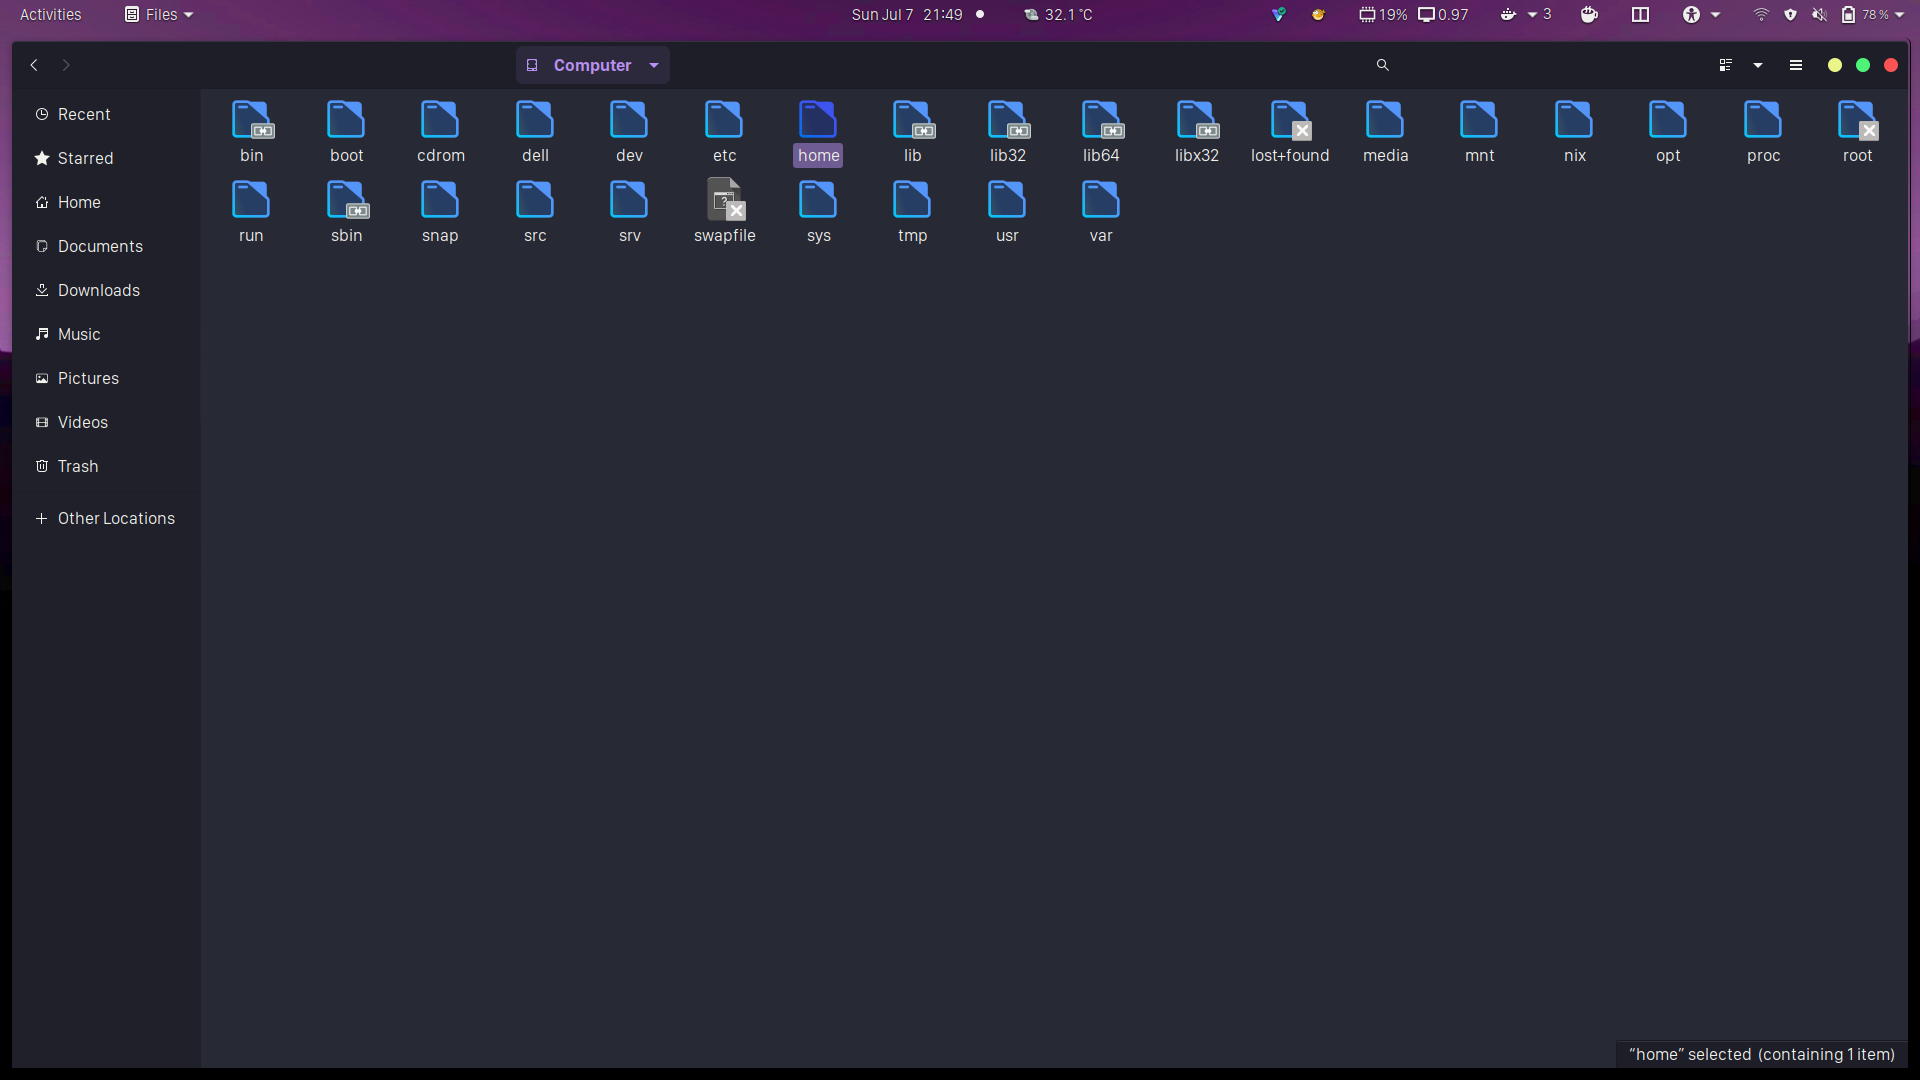 Activities Files Sun Jul 7 21:49 32.1 °C 19% 0.97 3 78 %
Computer
Recent
Starred
Home
Documents
Downloads
Music
Pictures
Videos
Trash
Other Locations
bin boot cdrom dell dev etc home lib lib32 lib64 libx32 lost+found media mnt nix opt proc root
run sbin snap src srv swapfile sys tmp usr var
“home” selected (containing 1 item)